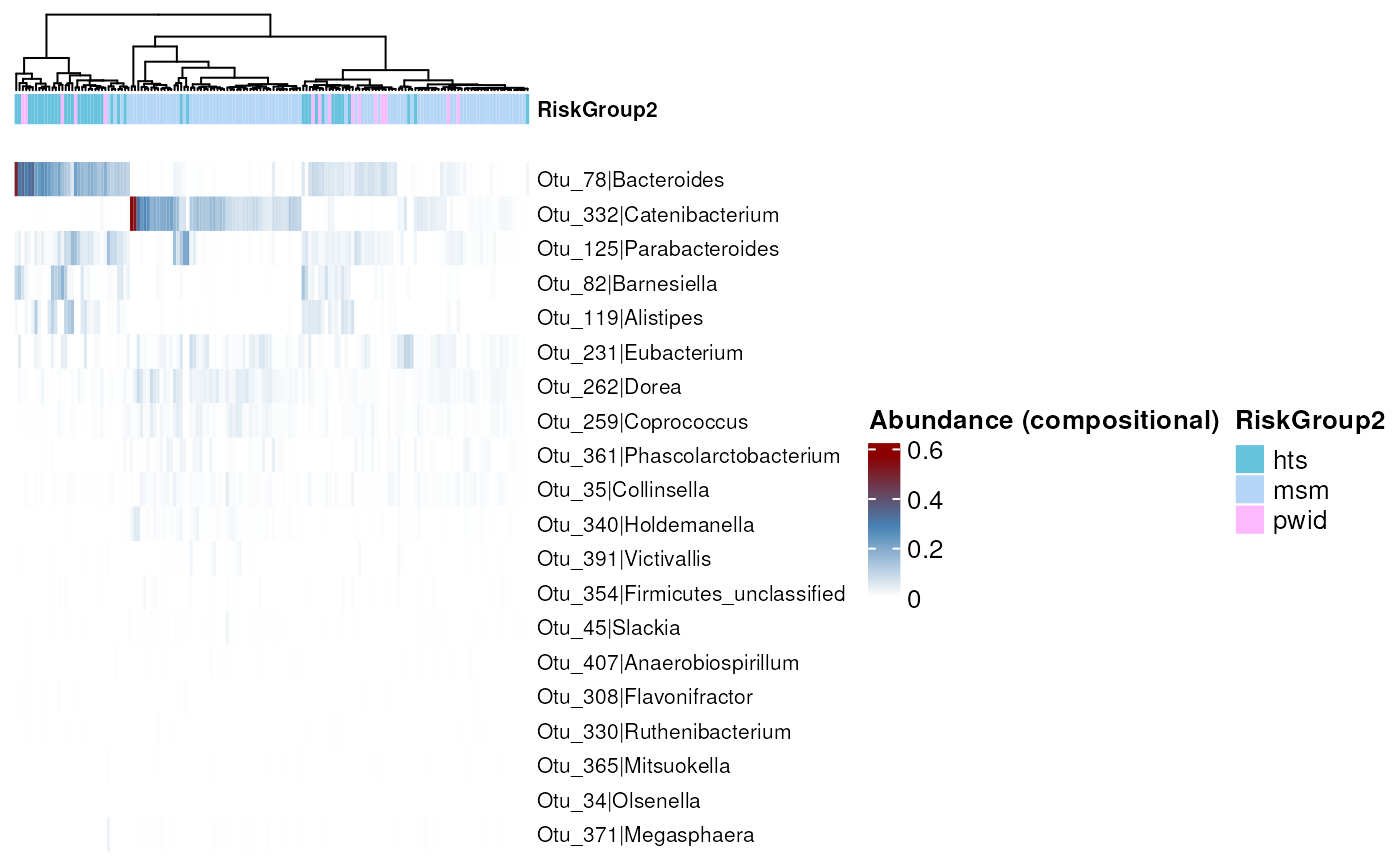 RiskGroup2
Otu_78|Bacteroides
Otu_332|Catenibacterium
Otu_125|Parabacteroides
Otu_82|Barnesiella
Otu_119|Alistipes
Otu_231|Eubacterium
Otu_262|Dorea
Otu_259|Coprococcus
Otu_361|Phascolarctobacterium
Otu_35|Collinsella
Otu_340|Holdemanella
Otu_391|Victivallis
Otu_354|Firmicutes_unclassified
Otu_45|Slackia
Otu_407|Anaerobiospirillum
Otu_308|Flavonifractor
Otu_330|Ruthenibacterium
Otu_365|Mitsuokella
Otu_34|Olsenella
Otu_371|Megasphaera
Abundance (compositional)
0.6
0.4
0.2
0
RiskGroup2
hts
msm
pwid